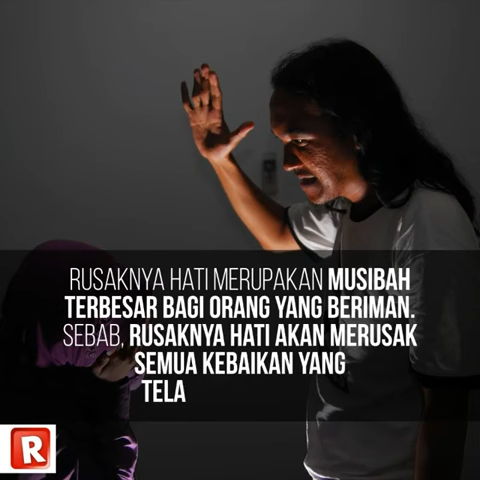 RUSAKNYA HATI MERUPAKAN MUSIBAH
TERBESAR BAGI ORANG YANG BERIMAN.
SEBAB, RUSAKNYA HATI AKAN MERUSAK
SEMUA KEBAIKAN YANG
TELA
R